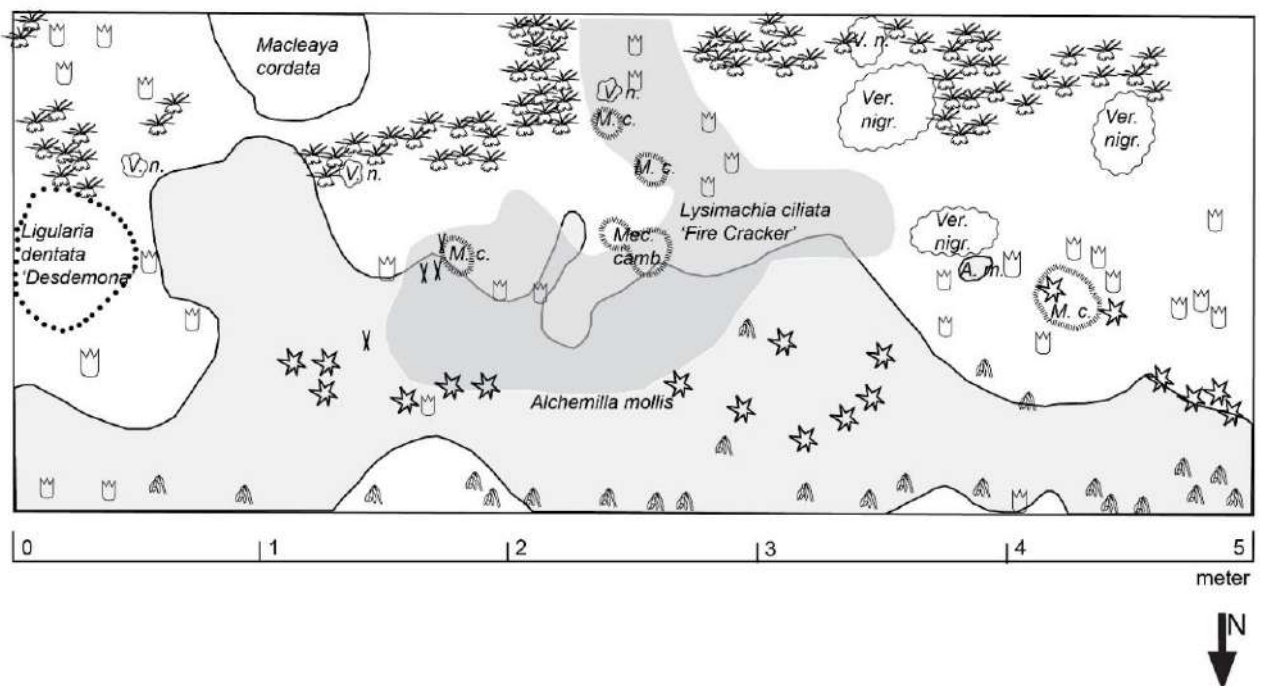 Macleaya
cordata
V. n.
Ver.
nigr.
Ver.
nigr.
V. n.
M. c.
V. n.
V. n.
M. c.
Ligularia
dentata
'Desdemona'
Lysimachia ciliata
'Fire Cracker'
Mec.
camb.
M. c.
Ver.
nigr.
A. m.
M. c.
Alchemilla mollis
0 1 2 3 4 5
meter
N